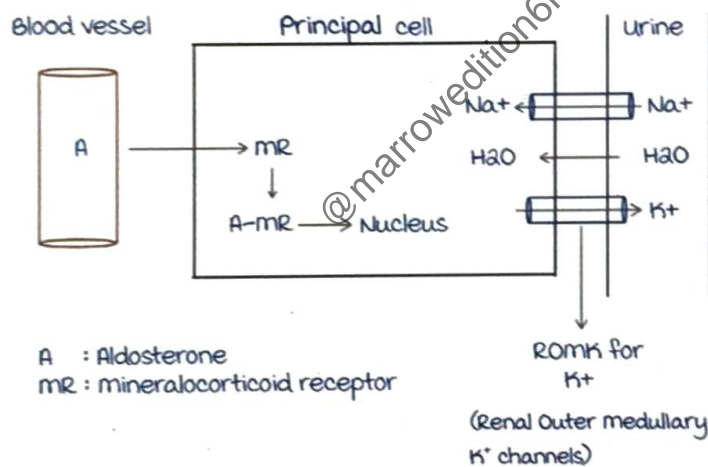 Blood vessel
Principal cell
urine
@marrowedition6
A
mR
A-mR
Nucleus
Na+
Na+
H2O
H2O
K+
A : Aldosterone
mR : mineralocorticoid receptor
ROMK for
K+
(Renal Outer medullary
K+ channels)